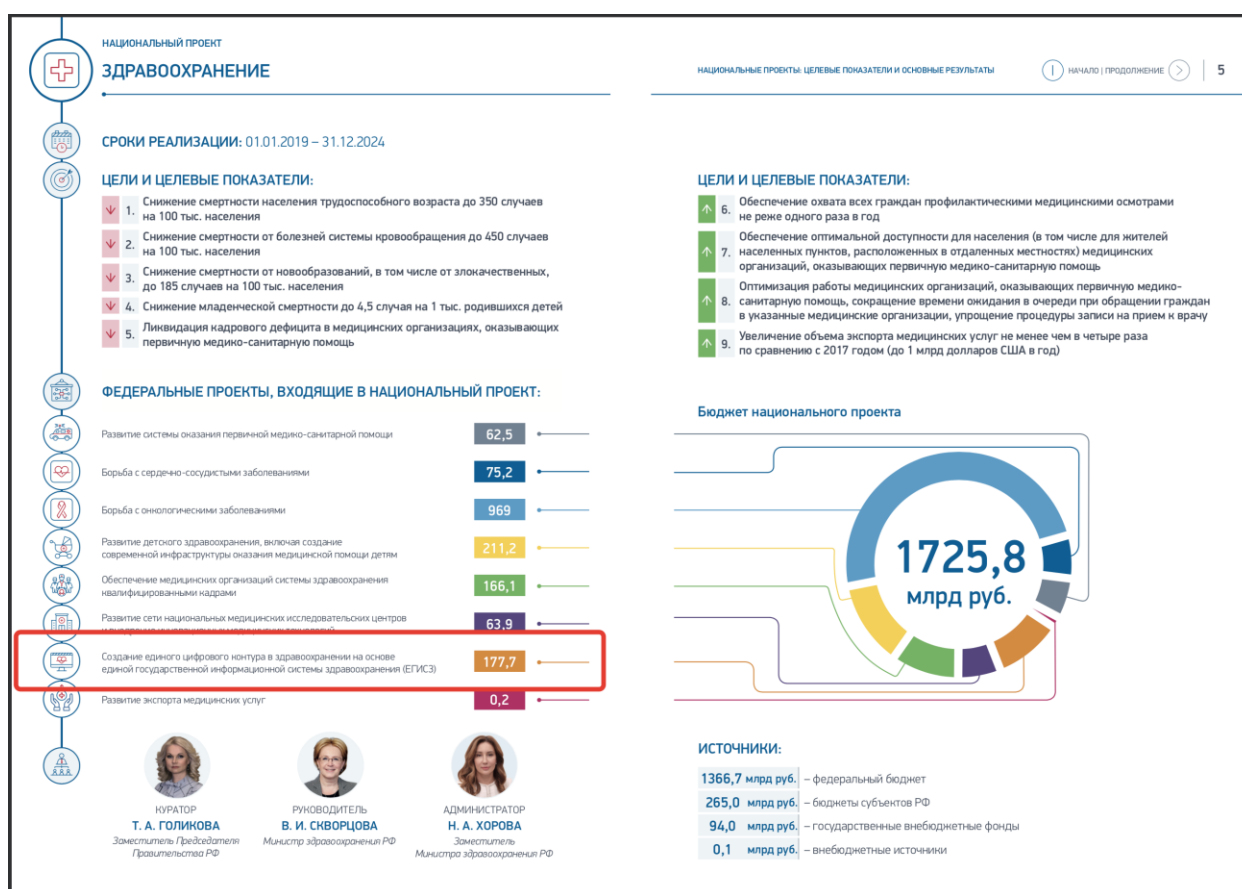 НАЦИОНАЛЬНЫЙ ПРОЕКТ
ЗДРАВООХРАНЕНИЕ
НАЦИОНАЛЬНЫЕ ПРОЕКТЫ: ЦЕЛЕВЫЕ ПОКАЗАТЕЛИ И ОСНОВНЫЕ РЕЗУЛЬТАТЫ
НАЧАЛО | ПРОДОЛЖЕНИЕ
5
СРОКИ РЕАЛИЗАЦИИ: 01.01.2019 – 31.12.2024
ЦЕЛИ И ЦЕЛЕВЫЕ ПОКАЗАТЕЛИ:
1. Снижение смертности населения трудоспособного возраста до 350 случаев
на 100 тыс. населения
2. Снижение смертности от болезней системы кровообращения до 450 случаев
на 100 тыс. населения
3. Снижение смертности от новообразований, в том числе от злокачественных,
до 185 случаев на 100 тыс. населения
4. Снижение младенческой смертности до 4,5 случая на 1 тыс. родившихся детей
5. Ликвидация кадрового дефицита в медицинских организациях, оказывающих
первичную медико-санитарную помощь
ЦЕЛИ И ЦЕЛЕВЫЕ ПОКАЗАТЕЛИ:
6. Обеспечение охвата всех граждан профилактическими медицинскими осмотрами
не реже одного раза в год
7. Обеспечение оптимальной доступности для населения (в том числе для жителей
населенных пунктов, расположенных в отдаленных местностях) медицинских
организаций, оказывающих первичную медико-санитарную помощь
8. Оптимизация работы медицинских организаций, оказывающих первичную медико-
санитарную помощь, сокращение времени ожидания в очереди при обращении граждан
в указанные медицинские организации, упрощение процедуры записи на прием к врачу
9. Увеличение объема экспорта медицинских услуг не менее чем в четыре раза
по сравнению с 2017 годом (до 1 млрд долларов США в год)
ФЕДЕРАЛЬНЫЕ ПРОЕКТЫ, ВХОДЯЩИЕ В НАЦИОНАЛЬНЫЙ ПРОЕКТ:
Развитие системы оказания первичной медико-санитарной помощи 62,5
Борьба с сердечно-сосудистыми заболеваниями 75,2
Борьба с онкологическими заболеваниями 969
Развитие детского здравоохранения, включая создание
современной инфраструктуры оказания медицинской помощи детям 211,2
Обеспечение медицинских организаций системы здравоохранения
квалифицированными кадрами 166,1
Развитие сети национальных медицинских исследовательских центров
63,9
Создание единого цифрового контура в здравоохранении на основе
единой государственной информационной системы здравоохранения (ЕГИСЗ) 177,7
Развитие экспорта медицинских услуг 0,2
Бюджет национального проекта
1725,8
млрд руб.
КУРАТОР
Т. А. ГОЛИКОВА
Заместитель Председателя
Правительства РФ
РУКОВОДИТЕЛЬ
В. И. СКВОРЦОВА
Министр здравоохранения РФ
АДМИНИСТРАТОР
Н. А. ХОРОВА
Заместитель
Министра здравоохранения РФ
ИСТОЧНИКИ:
1366,7 млрд руб. – федеральный бюджет
265,0 млрд руб. – бюджеты субъектов РФ
94,0 млрд руб. – государственные внебюджетные фонды
0,1 млрд руб. – внебюджетные источники